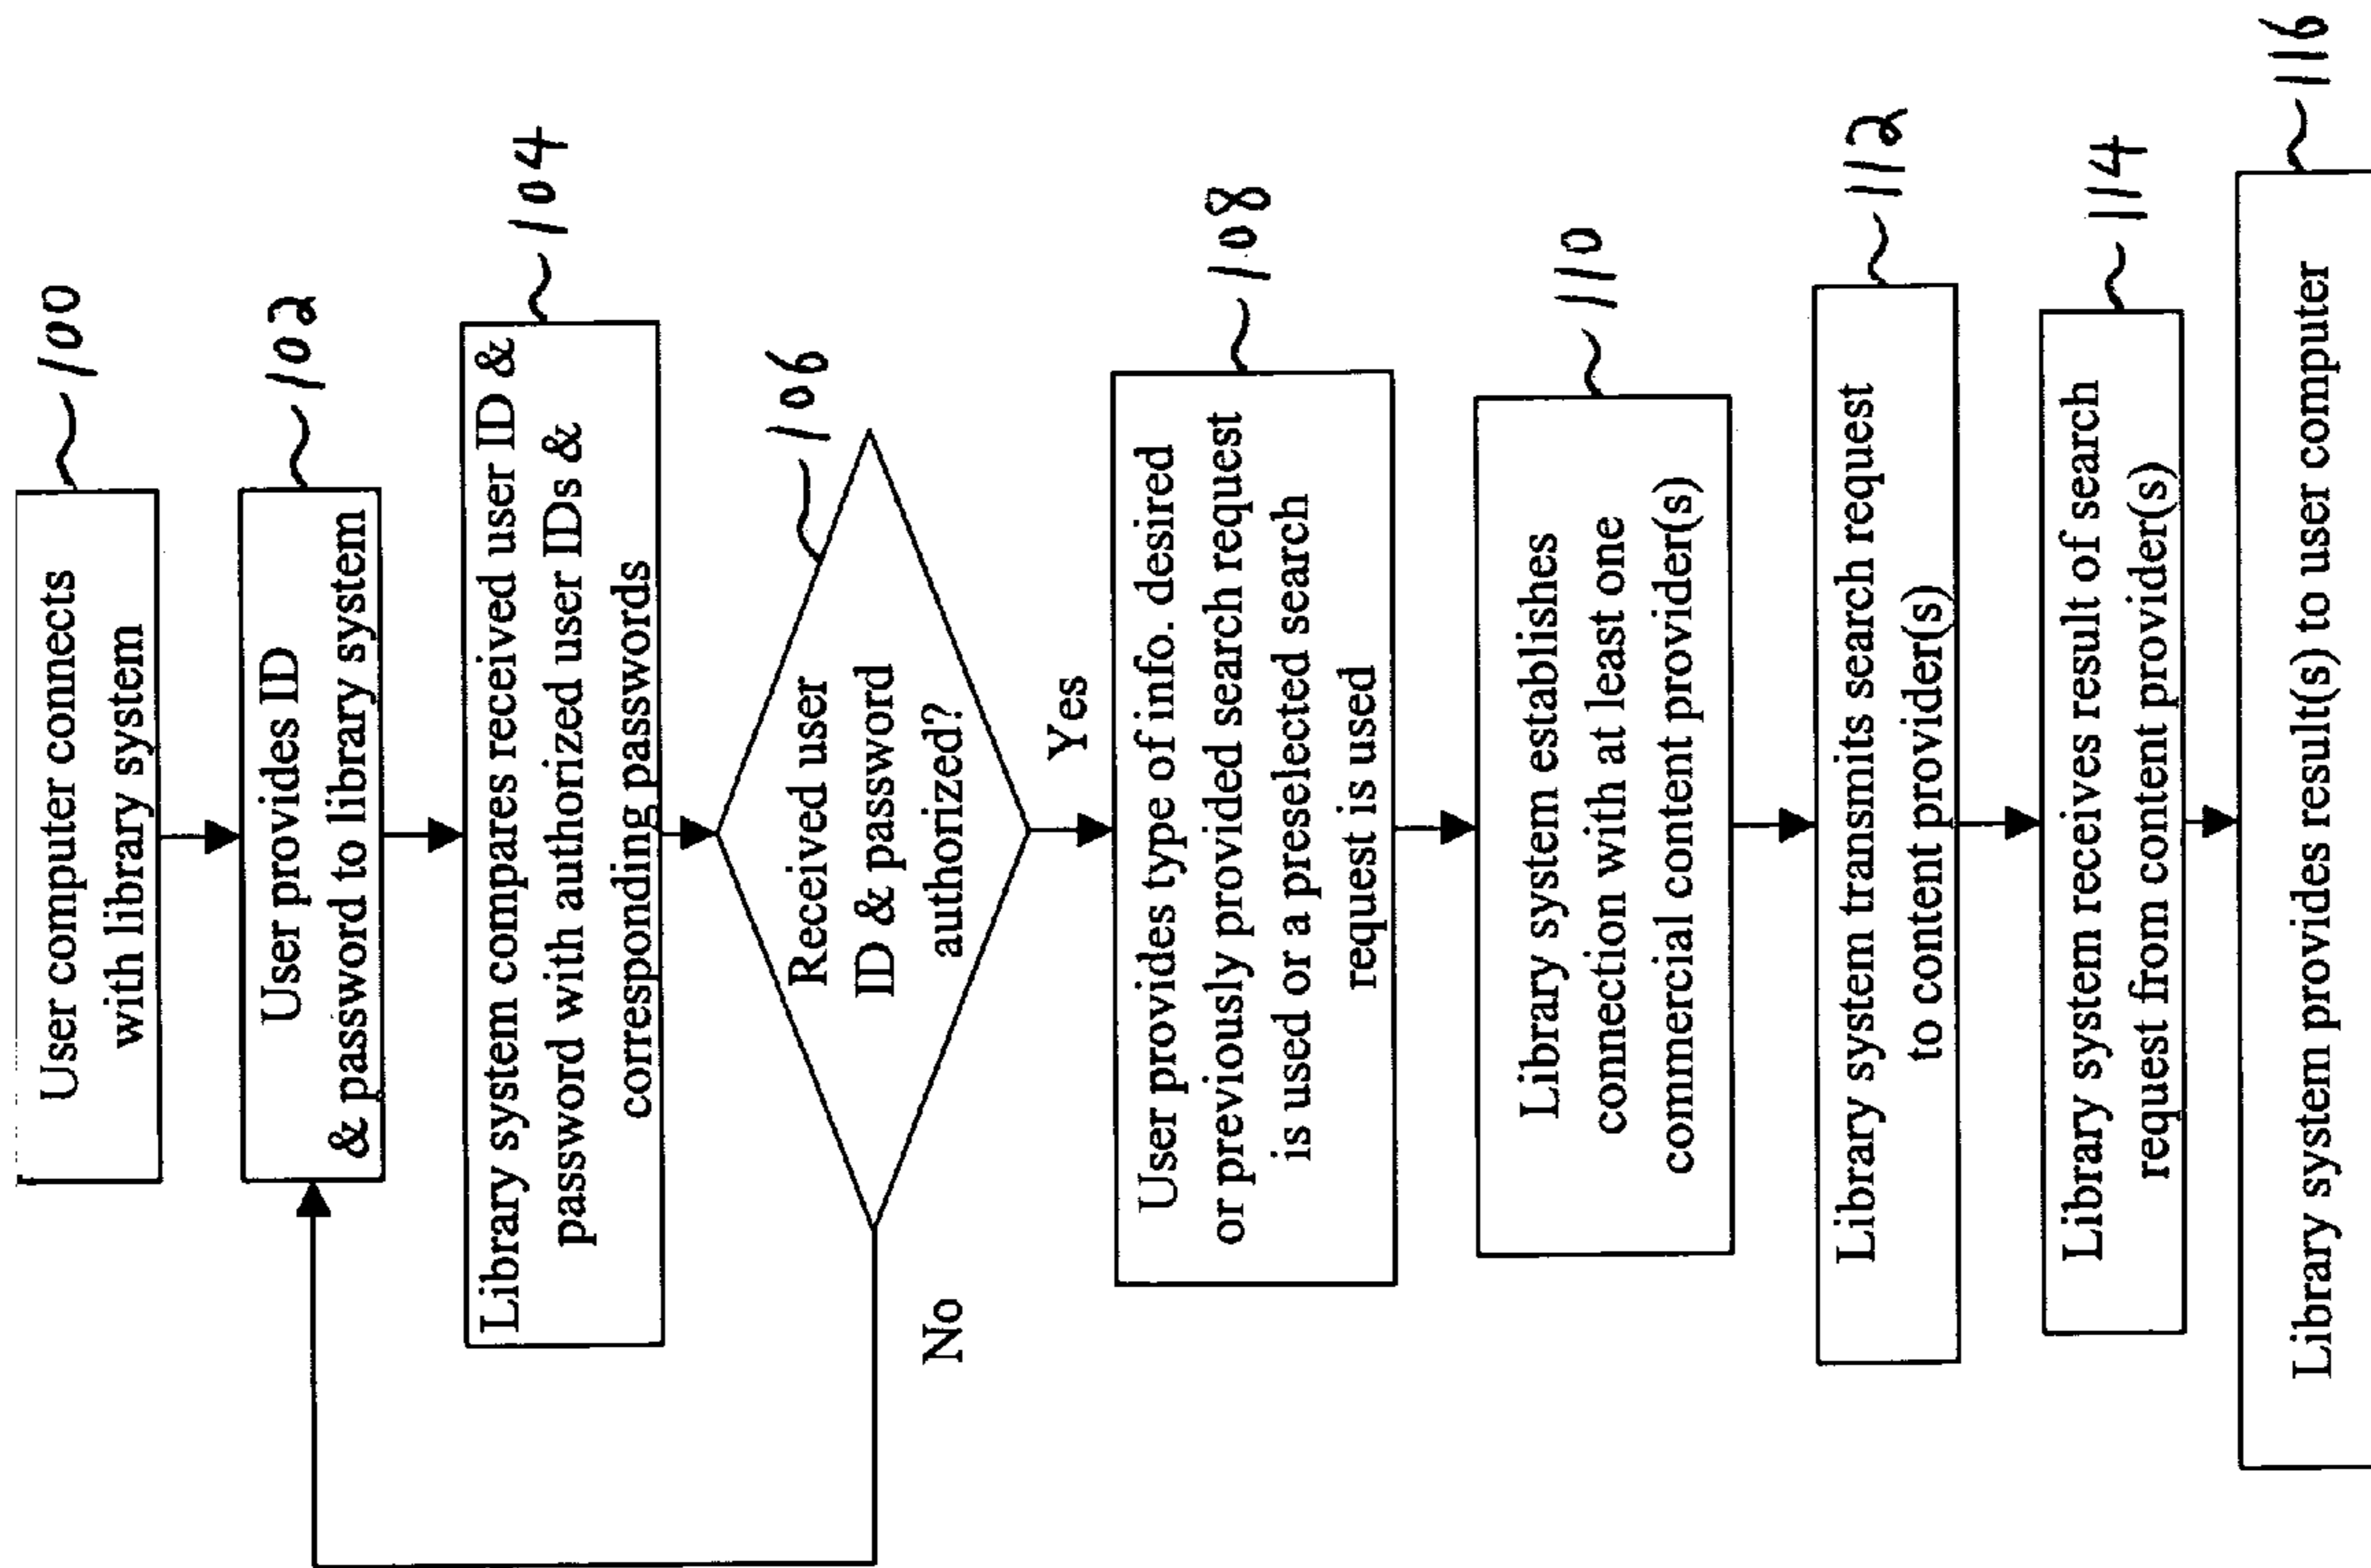 User computer connects
with library system
100
User provides ID
& password to library system
102
Library system compares received user ID &
password with authorized user IDs &
corresponding passwords
104
Received user
ID & password
authorized?
106
No
Yes
User provides type of info. desired
or previously provided search request
is used or a preselected search
request is used
108
Library system establishes
connection with at least one
commercial content provider(s)
110
Library system transmits search request
to content provider(s)
112
Library system receives result of search
request from content provider(s)
114
Library system provides result(s) to user computer
116